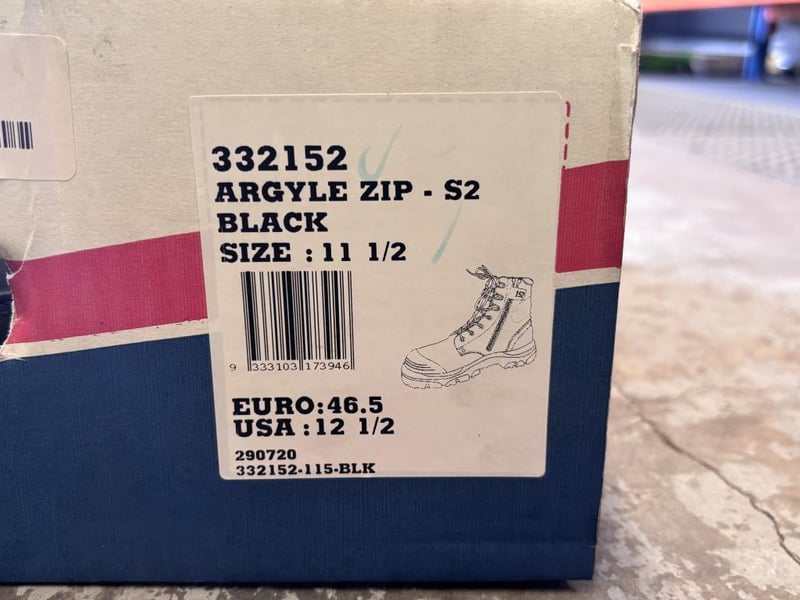 332152
ARGYLE ZIP - S2
BLACK
SIZE : 11 1/2
9 333103 173946
EURO:46.5
USA :12 1/2
290720
332152-115-BLK